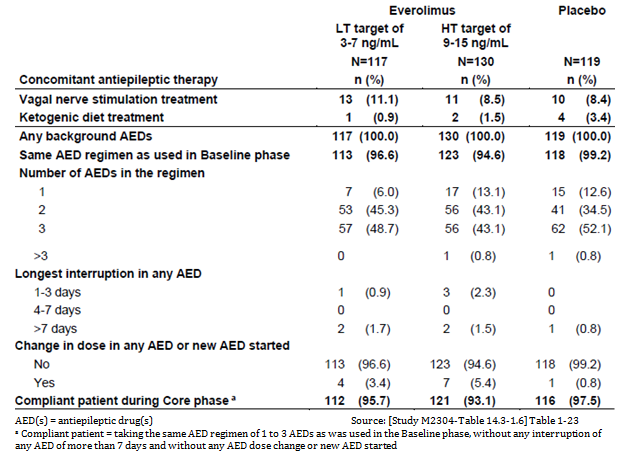 Everolimus Placebo
LT target of 3-7 ng/mL HT target of 9-15 ng/mL
N=117 N=130 N=119
Concomitant antiepileptic therapy n (%) n (%) n (%)
Vagal nerve stimulation treatment 13 (11.1) 11 (8.5) 10 (8.4)
Ketogenic diet treatment 1 (0.9) 2 (1.5) 4 (3.4)
Any background AEDs 117 (100.0) 130 (100.0) 119 (100.0)
Same AED regimen as used in Baseline phase 113 (96.6) 123 (94.6) 118 (99.2)
Number of AEDs in the regimen
1 7 (6.0) 17 (13.1) 15 (12.6)
2 53 (45.3) 56 (43.1) 41 (34.5)
3 57 (48.7) 56 (43.1) 62 (52.1)
>3 0 1 (0.8) 1 (0.8)
Longest interruption in any AED
1-3 days 1 (0.9) 3 (2.3) 0
4-7 days 0 0 0
>7 days 2 (1.7) 2 (1.5) 1 (0.8)
Change in dose in any AED or new AED started
No 113 (96.6) 123 (94.6) 118 (99.2)
Yes 4 (3.4) 7 (5.4) 1 (0.8)
Compliant patient during Core phase ᵃ 112 (95.7) 121 (93.1) 116 (97.5)
AED(s) = antiepileptic drug(s) Source: [Study M2304-Table 14.3-1.6] Table 1-23
ᵃ Compliant patient = taking the same AED regimen of 1 to 3 AEDs as was used in the Baseline phase, without any interruption of
any AED of more than 7 days and without any AED dose change or new AED started